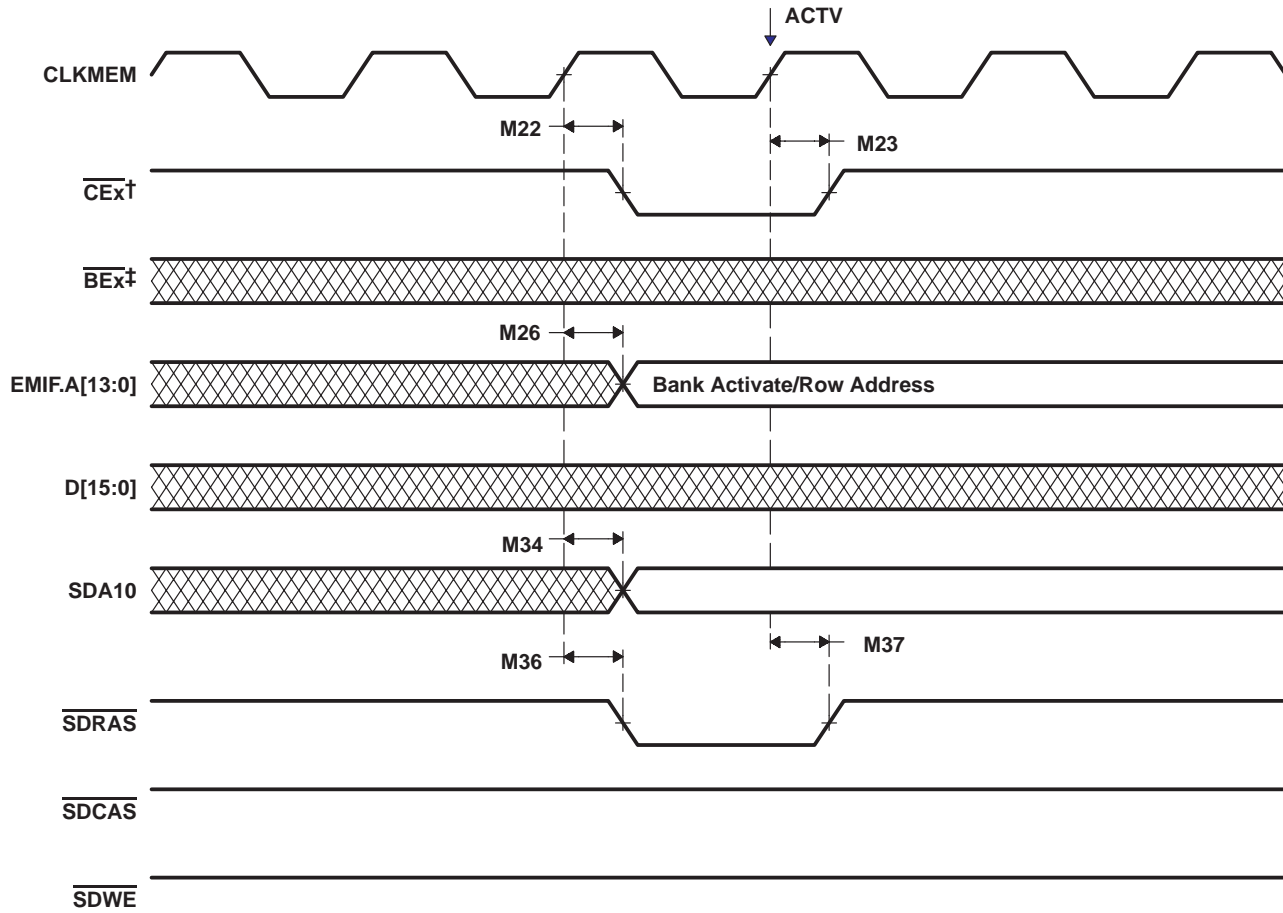 ACTV
CLKMEM
M22
M23
CEx†
BEx‡
M26
EMIF.A[13:0]
Bank Activate/Row Address
D[15:0]
M34
SDA10
M37
M36
SDRAS
SDCAS
SDWE